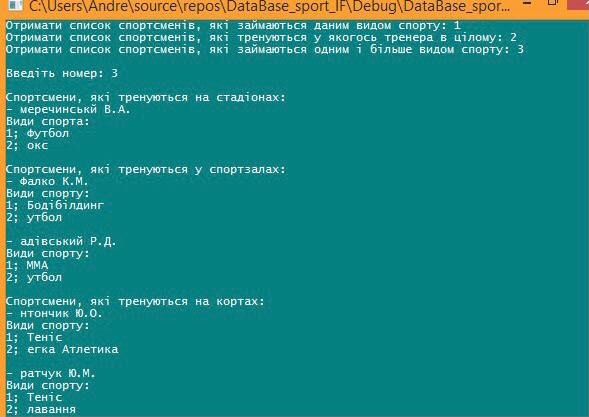 C:\Users\Andre\source\repos\DataBase_sport_IF\Debug\DataBase_spor...
Отримати список спортсменів, які займаються даним видом спорту: 1
Отримати список спортсменів, які тренуються у якогось тренера в цілому: 2
Отримати список спортсменів, які займаються одним і більше видом спорту: 3
Введіть номер: 3
Спортсмени, які тренуються на стадіонах:
- меречинській В.А.
Види спорта:
1; Футбол
2; окс
Спортсмени, які тренуються у спортзалах:
- Фалко К.М.
Види спорту:
1; Бодібілдинг
2; утбол
- адівський Р.Д.
Види спорту:
1; ММА
2; утбол
Спортсмени, які тренуються на кортах:
- нтончик Ю.О.
Види спорту:
1; Теніс
2; егка Атлетика
- ратчук Ю.М.
Види спорту:
1; Теніс
2; лавання